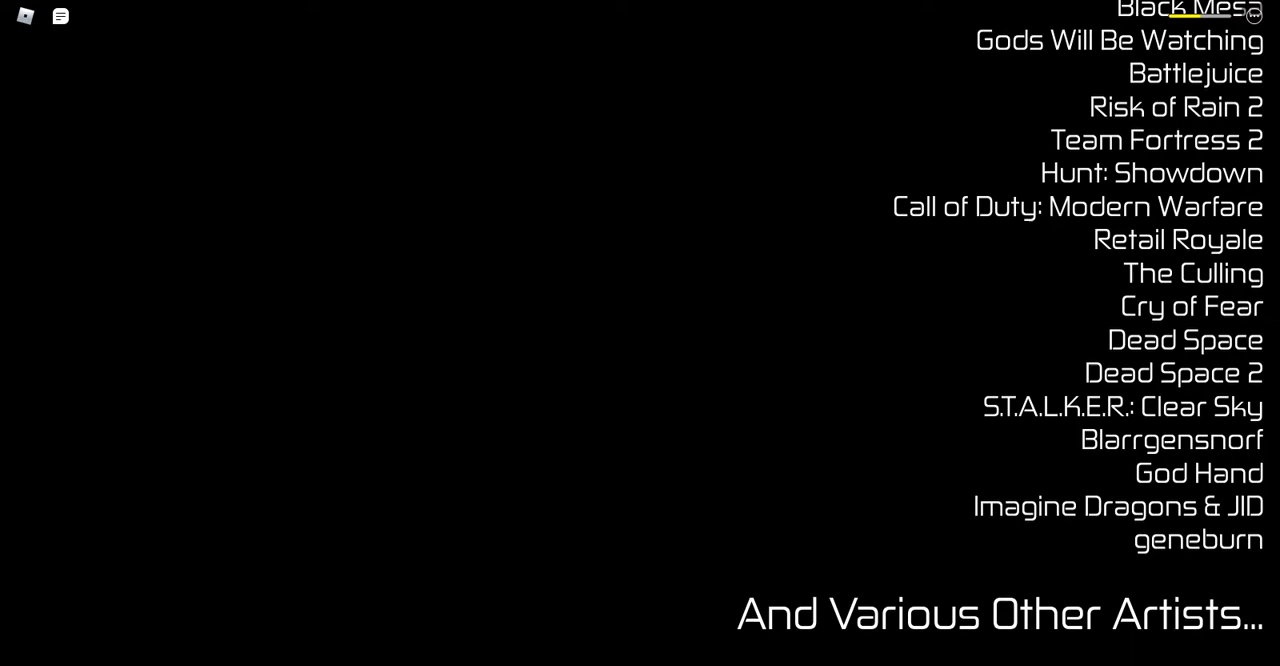 Black Mesa
Gods Will Be Watching
Battlejuice
Risk of Rain 2
Team Fortress 2
Hunt: Showdown
Call of Duty: Modern Warfare
Retail Royale
The Culling
Cry of Fear
Dead Space
Dead Space 2
S.T.A.L.K.E.R.: Clear Sky
Blarrgensnorf
God Hand
Imagine Dragons & JID
geneburn
And Various Other Artists...